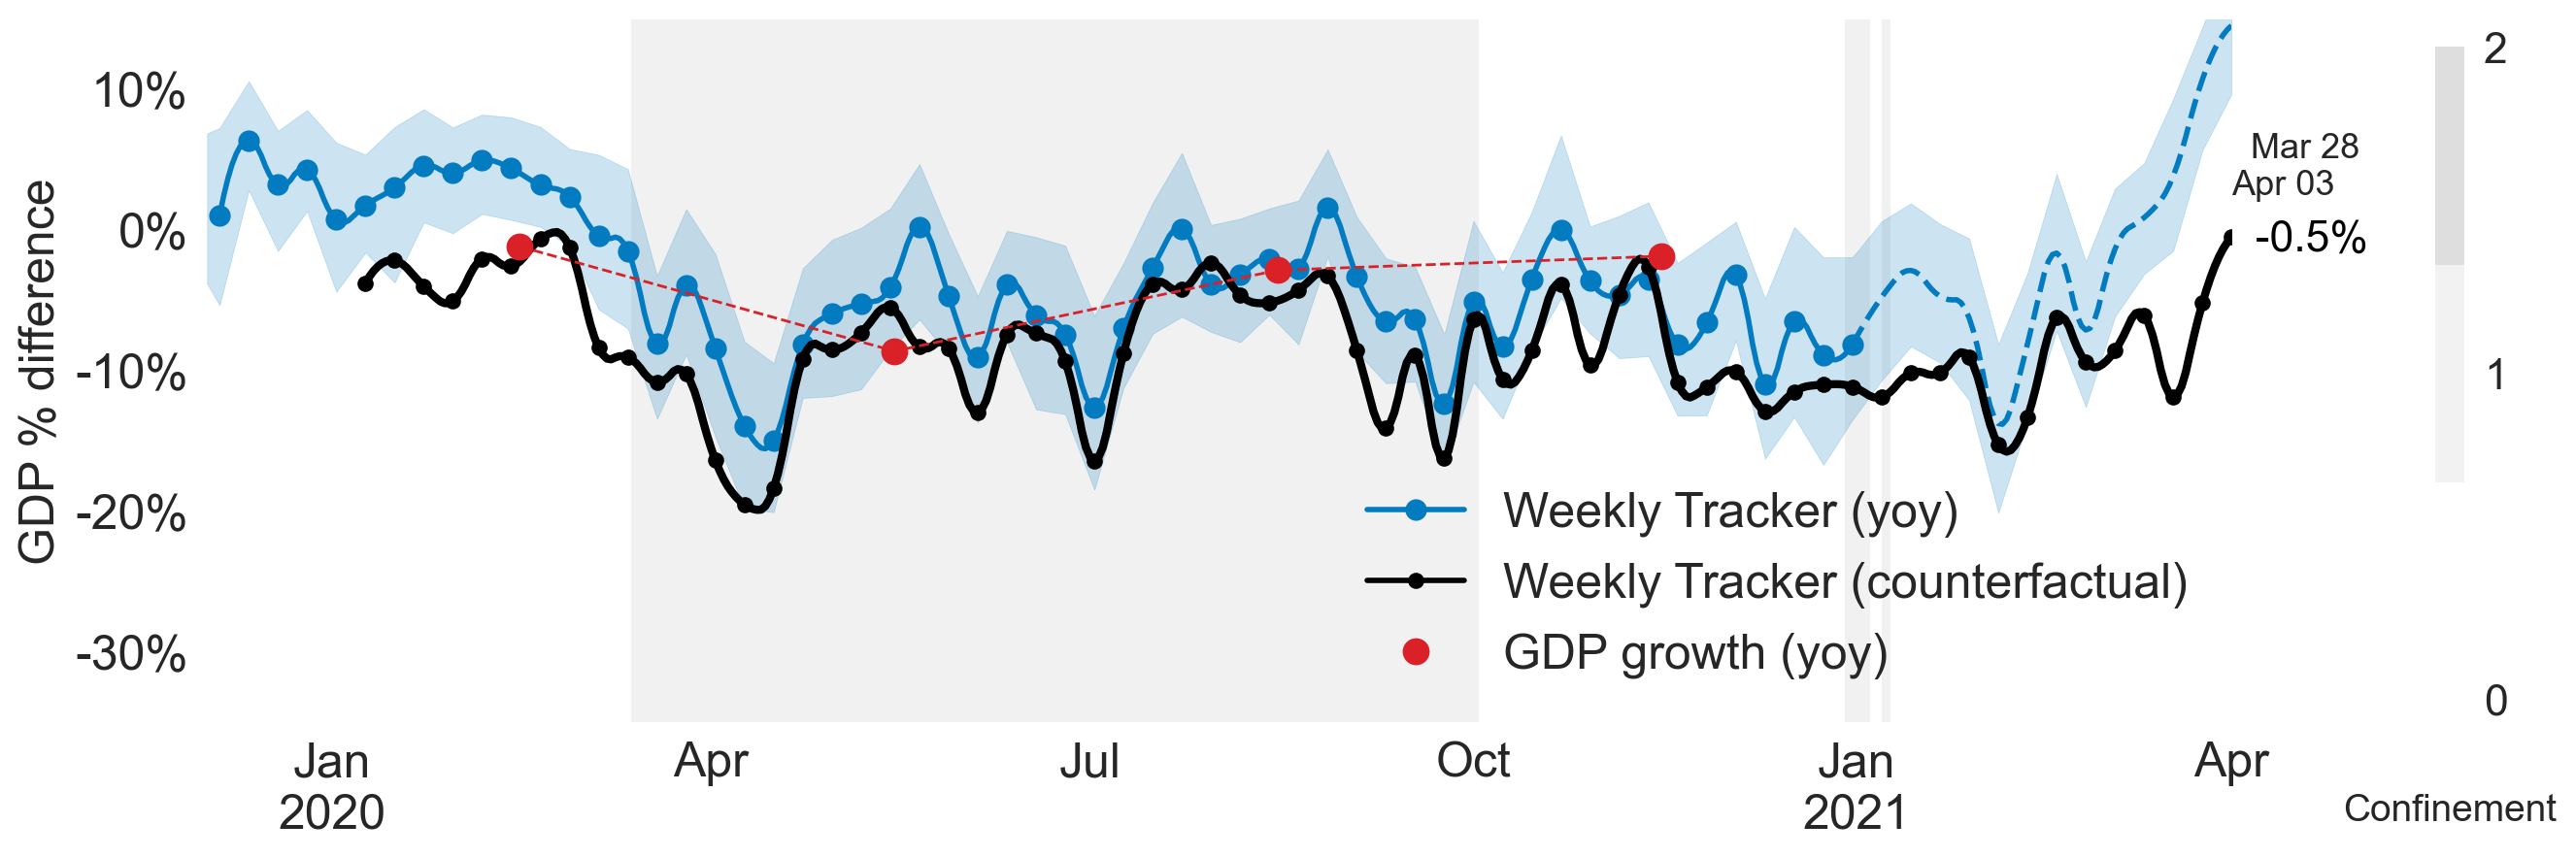 GDP % difference
10%
0%
-10%
-20%
-30%
Mar 28
Apr 03
-0.5%
Weekly Tracker (yoy)
Weekly Tracker (counterfactual)
GDP growth (yoy)
Jan
2020
Apr
Jul
Oct
Jan
2021
Apr
2
1
0
Confinement